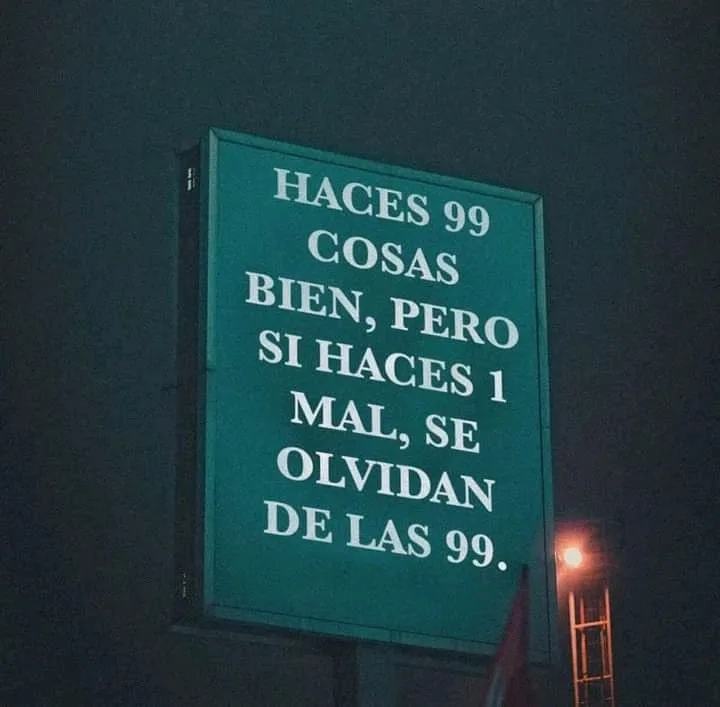 HACES 99
COSAS
BIEN, PERO
SI HACES 1
MAL, SE
OLVIDAN
DE LAS 99.